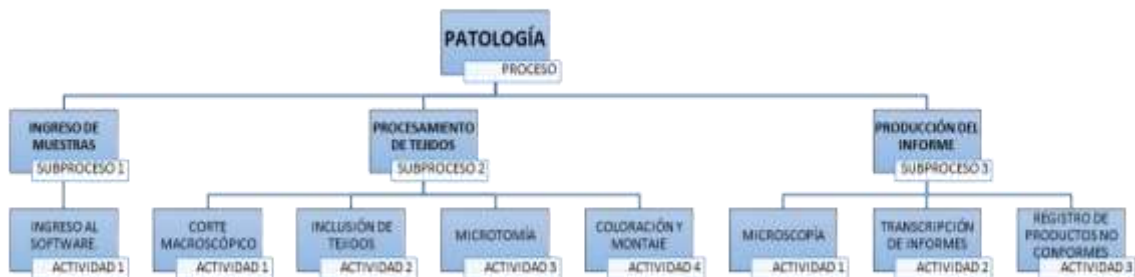 PATOLOGÍA
PROCESO
INGRESO DE
MUESTRAS
SUBPROCESO 1
PROCESAMIENTO
DE TEJIDOS
SUBPROCESO 2
PRODUCCIÓN DEL
INFORME
SUBPROCESO 3
INGRESO AL
SOFTWARE
ACTIVIDAD 1
CORTE
MACROSCÓPICO
ACTIVIDAD 1
INCLUSIÓN DE
TEJIDOS
ACTIVIDAD 2
MICROTOMÍA
ACTIVIDAD 3
COLORACIÓN Y
MONTAJE
ACTIVIDAD 4
MICROSCOPÍA
ACTIVIDAD 1
TRANSCRIPCIÓN
DE INFORMES
ACTIVIDAD 2
REGISTRO DE
PRODUCTOS NO
CONFORMES
ACTIVIDAD 3